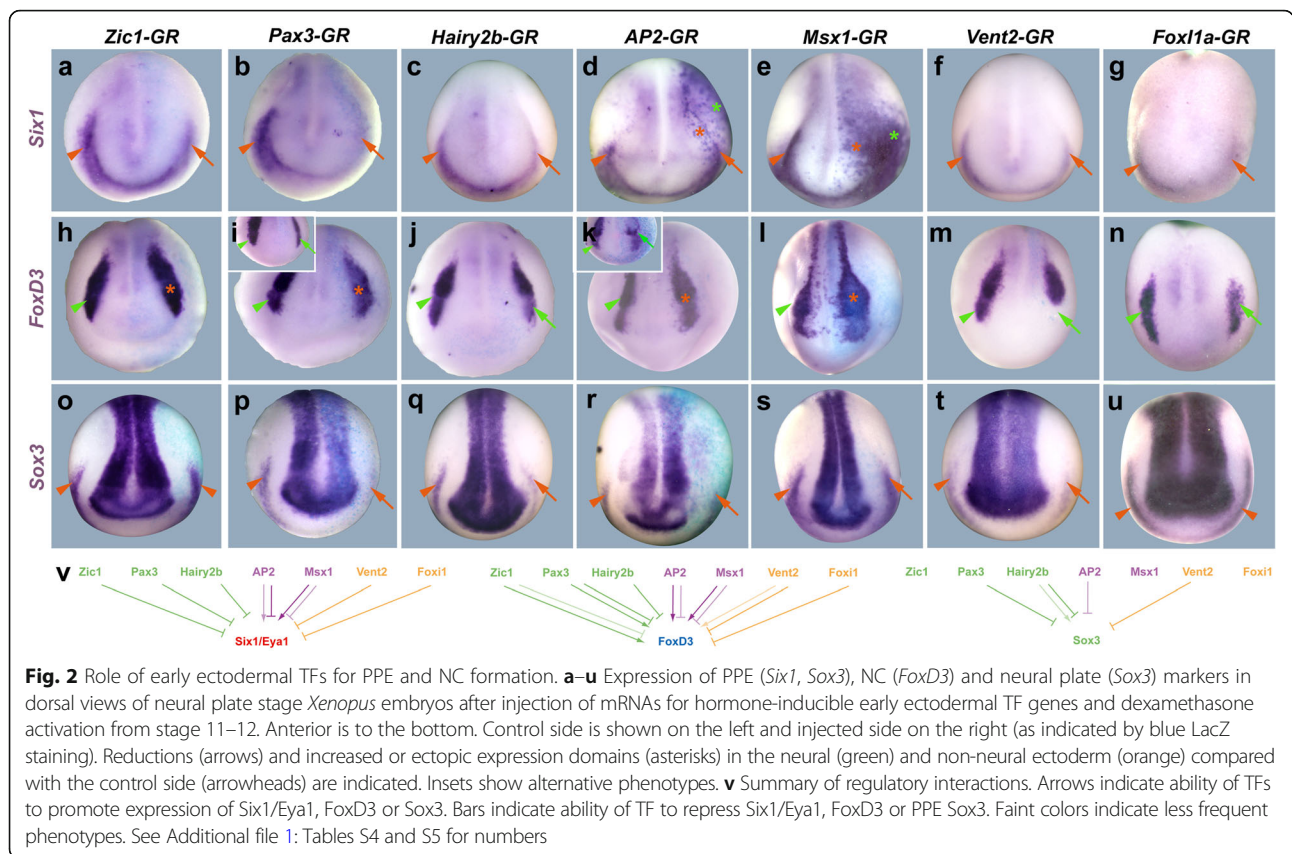 Zic1-GR Pax3-GR Hairy2b-GR AP2-GR Msx1-GR Vent2-GR FoxI1a-GR
Six1
a b c d e f g
* * * *
FoxD3
h i j k l m n
* * * *
Sox3
o p q r s t u
v Zic1 Pax3 Hairy2b AP2 Msx1 Vent2 Foxi1 Zic1 Pax3 Hairy2b AP2 Msx1 Vent2 Foxi1 Zic1 Pax3 Hairy2b AP2 Msx1 Vent2 Foxi1
Six1/Eya1 FoxD3 Sox3
Fig. 2 Role of early ectodermal TFs for PPE and NC formation. a–u Expression of PPE (Six1, Sox3), NC (FoxD3) and neural plate (Sox3) markers in
dorsal views of neural plate stage Xenopus embryos after injection of mRNAs for hormone-inducible early ectodermal TF genes and dexamethasone
activation from stage 11–12. Anterior is to the bottom. Control side is shown on the left and injected side on the right (as indicated by blue LacZ
staining). Reductions (arrows) and increased or ectopic expression domains (asterisks) in the neural (green) and non-neural ectoderm (orange) compared
with the control side (arrowheads) are indicated. Insets show alternative phenotypes. v Summary of regulatory interactions. Arrows indicate ability of TFs
to promote expression of Six1/Eya1, FoxD3 or Sox3. Bars indicate ability of TF to repress Six1/Eya1, FoxD3 or PPE Sox3. Faint colors indicate less frequent
phenotypes. See Additional file 1: Tables S4 and S5 for numbers